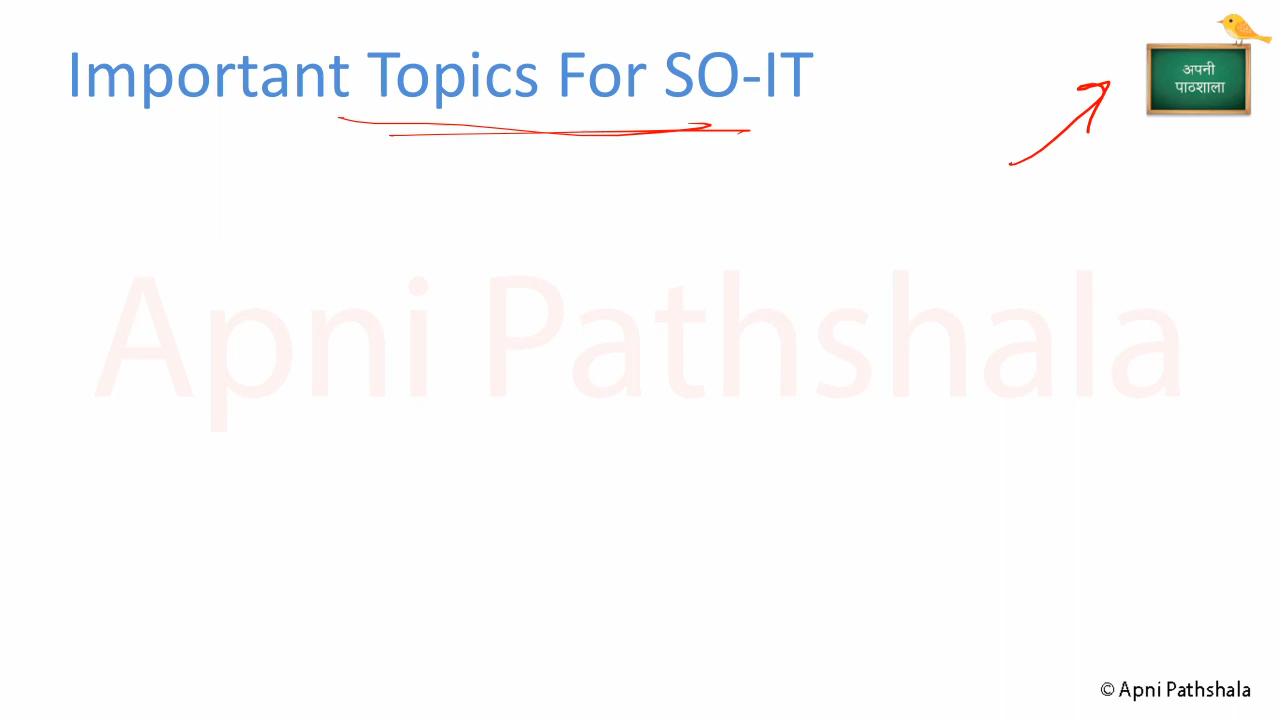 Important Topics For SO-IT
अपनी
पाठशाला
Apni Pathshala
© Apni Pathshala